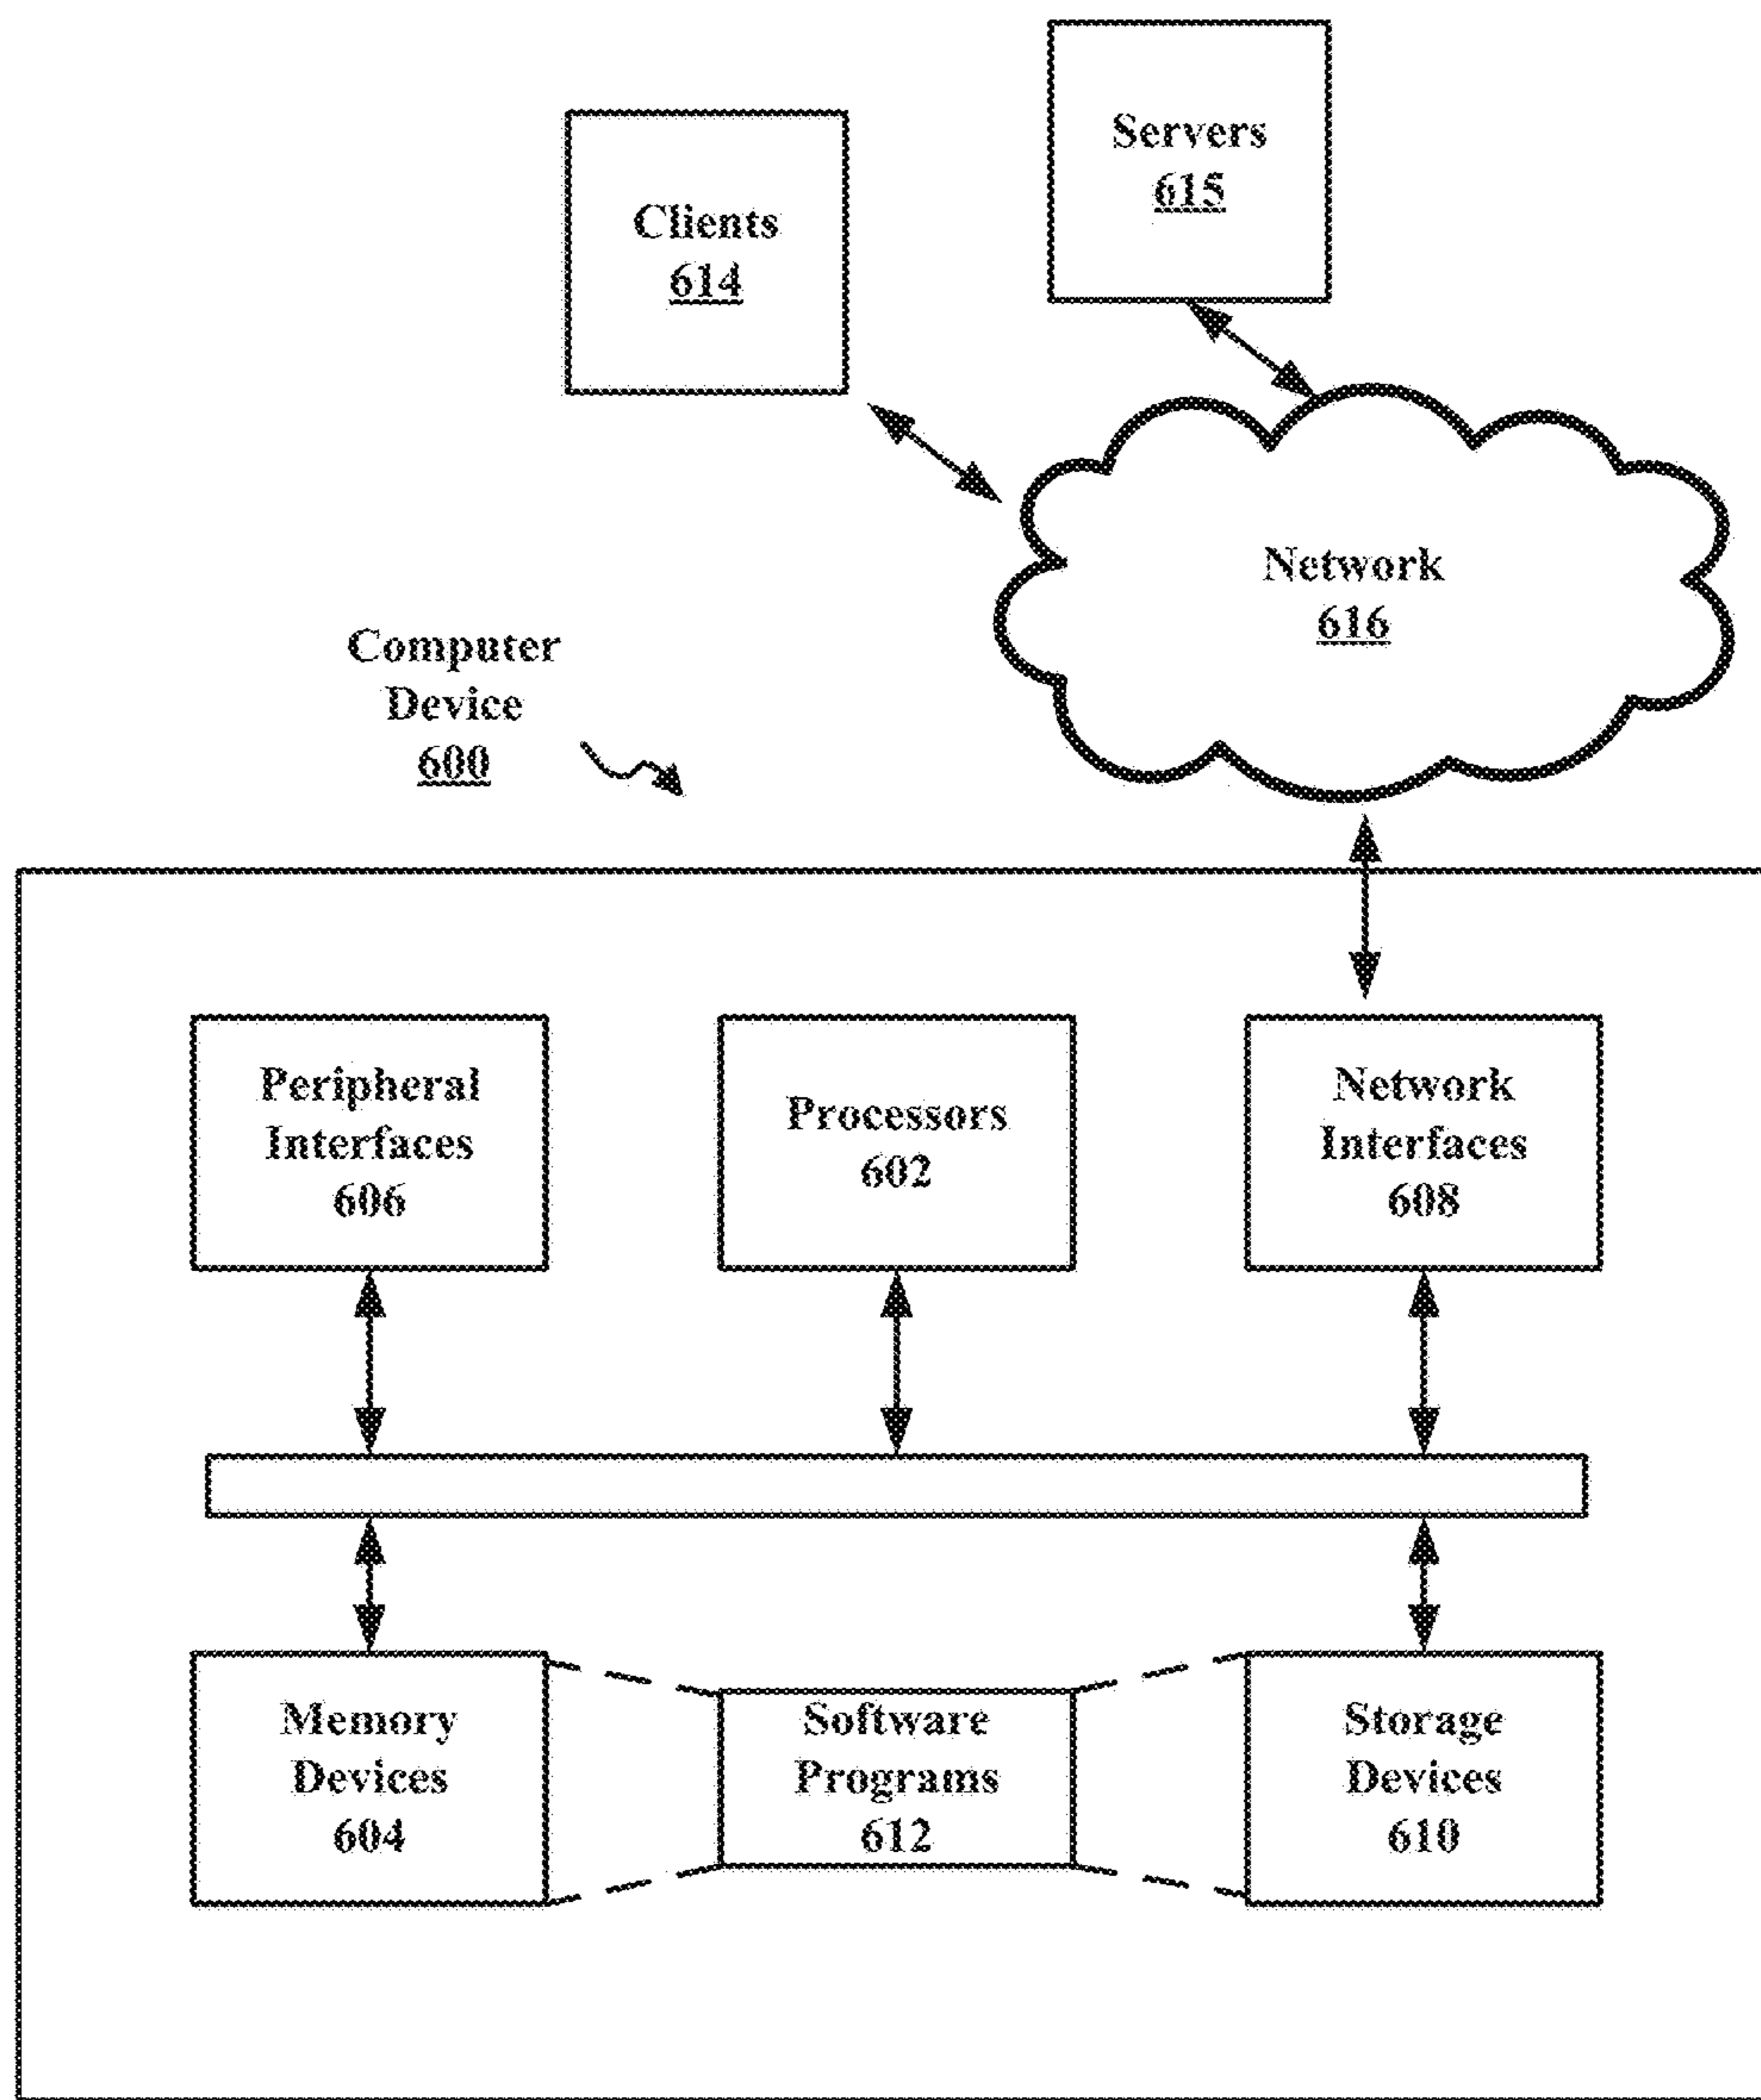 Servers
615
Clients
614
Network
616
Computer
Device
600
Peripheral
Interfaces
606
Processors
602
Network
Interfaces
608
Memory
Devices
604
Software
Programs
612
Storage
Devices
610